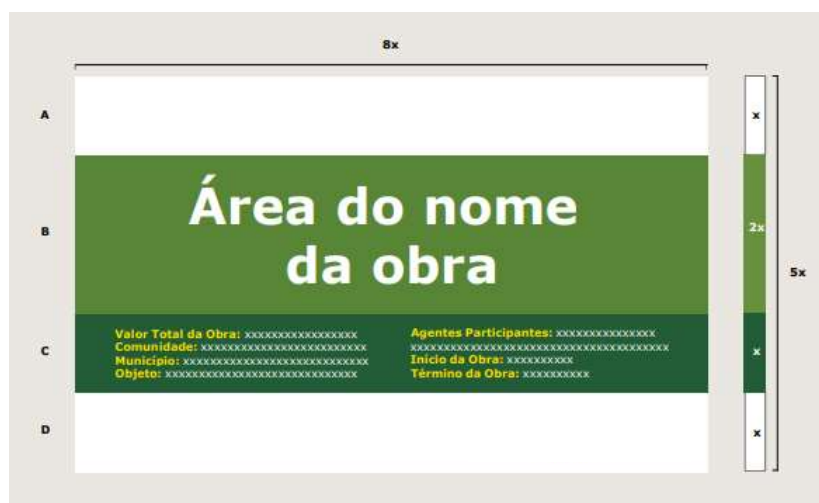 8x
A
x
Área do nome
da obra
B
2x
5x
Valor Total da Obra: xxxxxxxxxxxxxxxxx
Comunidade: xxxxxxxxxxxxxxxxxxxxxxxxx
Município: xxxxxxxxxxxxxxxxxxxxxxxxxxxx
Objeto: xxxxxxxxxxxxxxxxxxxxxxxxxxxxx
Agentes Participantes: xxxxxxxxxxxxxxx
xxxxxxxxxxxxxxxxxxxxxxxxxxxxxxxxxxxxxxx
Início da Obra: xxxxxxxxxx
Término da Obra: xxxxxxxxxx
C
x
D
x